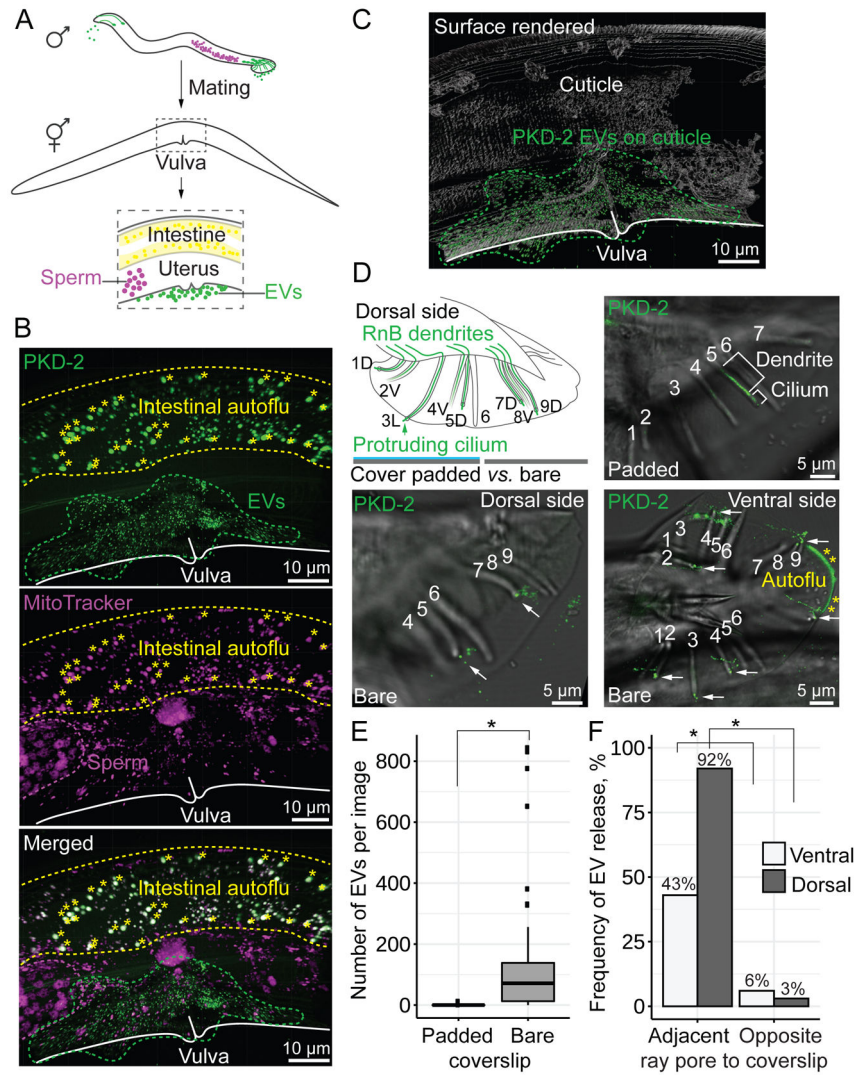 A
♂
Mating
⚥
Vulva
Intestine
Uterus
Sperm
EVs
B
PKD-2
Intestinal autoflu
EVs
Vulva
10 µm
MitoTracker
Intestinal autoflu
Sperm
Vulva
10 µm
Merged
Intestinal autoflu
Vulva
10 µm
C
Surface rendered
Cuticle
PKD-2 EVs on cuticle
Vulva
10 µm
D
Dorsal side
RnB dendrites
1D
2V
3L
4V
5D
6
7D
8V
9D
Protruding cilium
Cover padded vs. bare
PKD-2
7
6
5
4
3
2
1
Dendrite
Cilium
Padded
5 µm
PKD-2
Dorsal side
9
8
7
6
5
4
Bare
5 µm
PKD-2
Ventral side
3
1
2
4
5
6
7 8 9
Autoflu
6
5
4
3
12
Bare
5 µm
E
*
Number of EVs per image
800
600
400
200
0
Padded
Bare
coverslip
F
* *
Frequency of EV release, %
100
75
50
25
0
92%
43%
6%
3%
Ventral
Dorsal
Adjacent Opposite
ray pore to coverslip